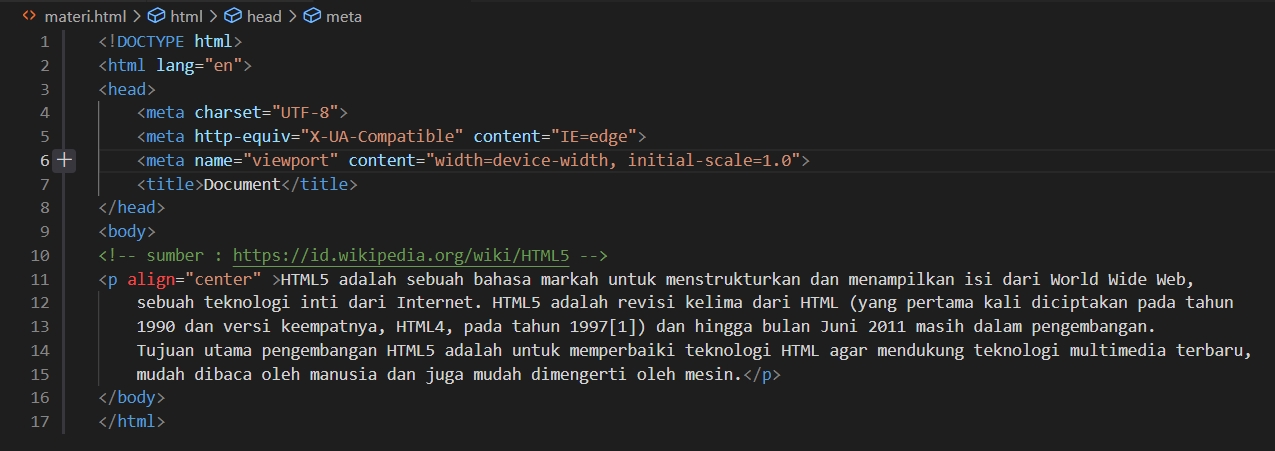 materi.html > html > head > meta
1 <!DOCTYPE html>
2 <html lang="en">
3 <head>
4 <meta charset="UTF-8">
5 <meta http-equiv="X-UA-Compatible" content="IE=edge">
6 <meta name="viewport" content="width=device-width, initial-scale=1.0">
7 <title>Document</title>
8 </head>
9 <body>
10 <!-- sumber : https://id.wikipedia.org/wiki/HTML5 -->
11 <p align="center" >HTML5 adalah sebuah bahasa markah untuk menstrukturkan dan menampilkan isi dari World Wide Web,
12 sebuah teknologi inti dari Internet. HTML5 adalah revisi kelima dari HTML (yang pertama kali diciptakan pada tahun
13 1990 dan versi keempatnya, HTML4, pada tahun 1997[1]) dan hingga bulan Juni 2011 masih dalam pengembangan.
14 Tujuan utama pengembangan HTML5 adalah untuk memperbaiki teknologi HTML agar mendukung teknologi multimedia terbaru,
15 mudah dibaca oleh manusia dan juga mudah dimengerti oleh mesin.</p>
16 </body>
17 </html>